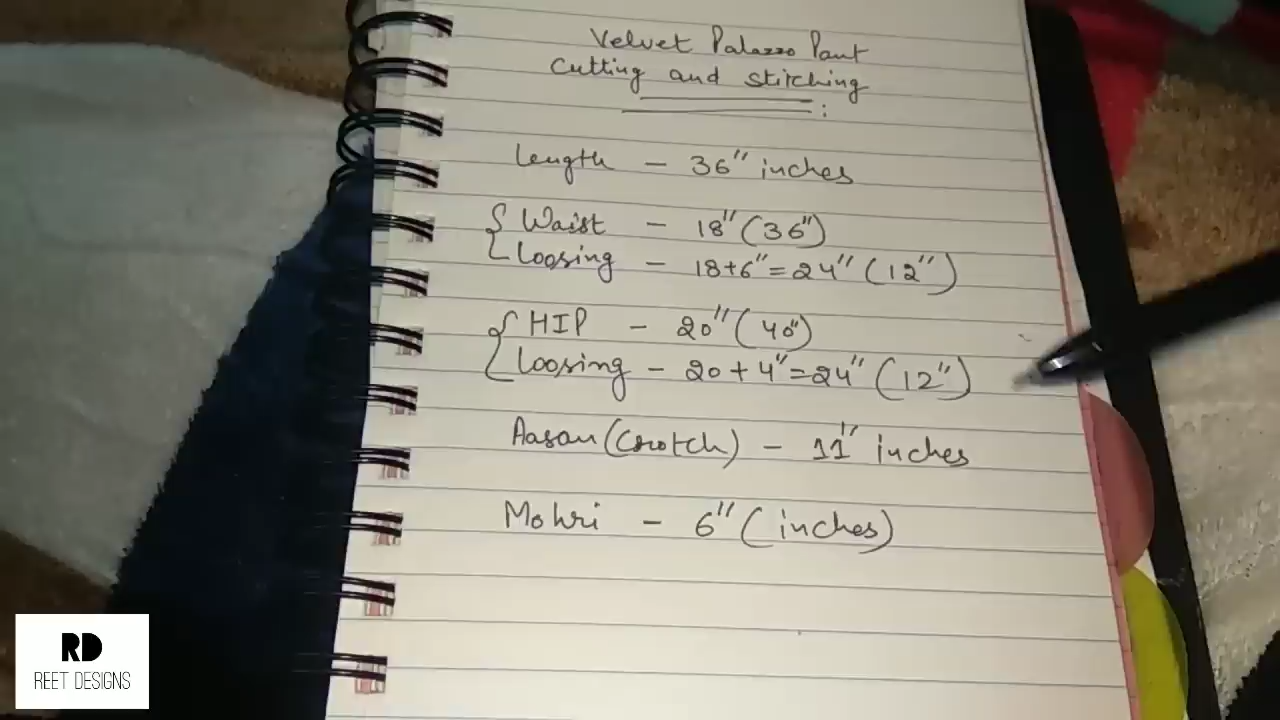 Velvet Palazzo Pant
Cutting and stitching
:
Length - 36" inches
Waist - 18" (36")
Loosing - 18+6"=24" (12")
HIP - 20" (40")
Loosing - 20+4"=24" (12")
Aasan (Crotch) - 11" inches
Mohri - 6" (inches)
RD
REET DESIGNS